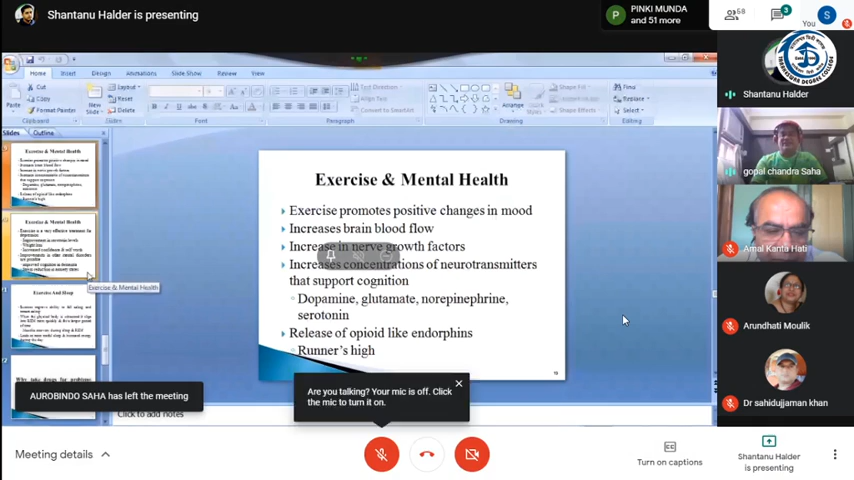 Shantanu Halder is presenting
PINKI MUNDA
and 51 more
58
3
You
S
P
Home
Insert
Design
Animations
Slide Show
Review
View
Cut
Copy
Format Painter
Paste
New
Slide
Layout
Reset
Delete
Font
Paragraph
Text Direction
Align Text
Convert to SmartArt
Arrange
Shape Fill
Shape Effects
Drawing
Find
Replace
Select
Editing
Slides
Outline
Exercise & Mental Health
Exercise & Mental Health
Exercise & Mental Health
Exercise And Sleep
Why take drugs for problems
Exercise & Mental Health
Exercise promotes positive changes in mood
Increases brain blood flow
Increase in nerve growth factors
Increases concentrations of neurotransmitters
that support cognition
Dopamine, glutamate, norepinephrine,
serotonin
Release of opioid like endorphins
Runner's high
Click to add notes
AUROBINDO SAHA has left the meeting
Are you talking? Your mic is off. Click
the mic to turn it on.
Shantanu Halder
gopal chandra Saha
Amal Kanta Hati
Arundhati Moulik
Dr sahidujjaman khan
Meeting details
Turn on captions
Shantanu Halder
is presenting